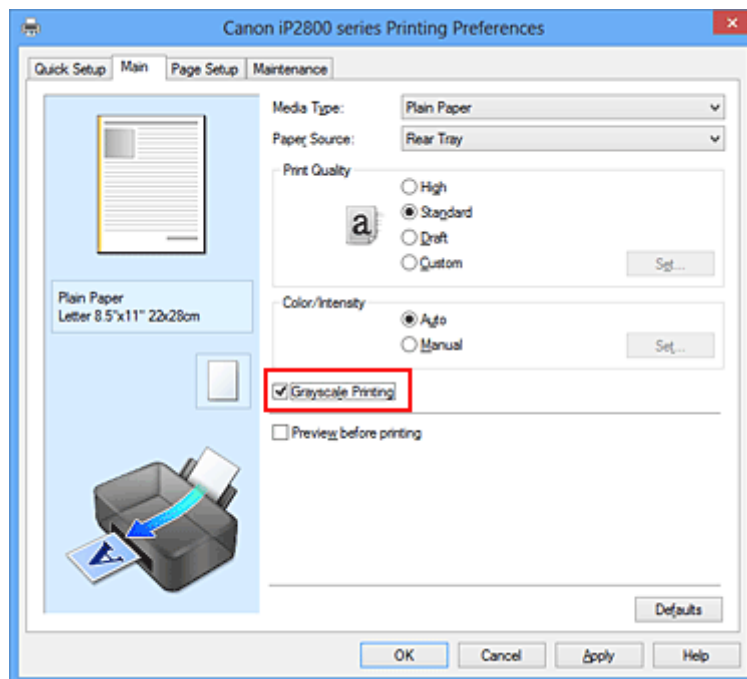 Canon iP2800 series Printing Preferences
Quick Setup Main Page Setup Maintenance
Media Type: Plain Paper
Paper Source: Rear Tray
Print Quality
High
a Standard
Draft
Custom Set...
Plain Paper
Letter 8.5"x11" 22x28cm
Color/Intensity
Auto
Manual Set...
Grayscale Printing
Preview before printing
A
Defaults
OK Cancel Apply Help